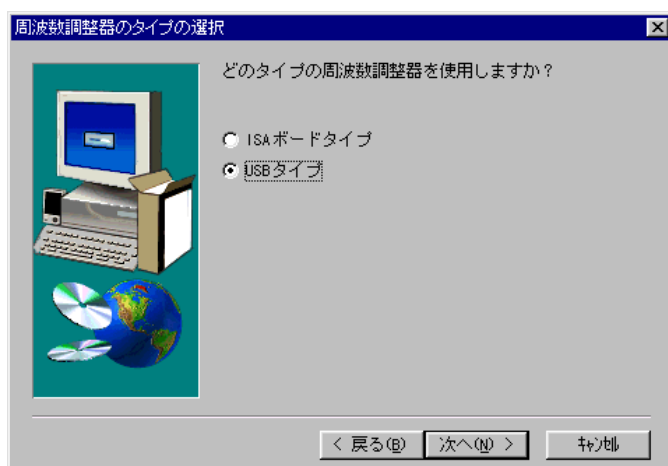 周波数調整器のタイプの選択
どのタイプの周波数調整器を使用しますか？
ISAボードタイプ
USBタイプ
< 戻る(B) 次へ(N) > ｷｬﾝｾﾙ